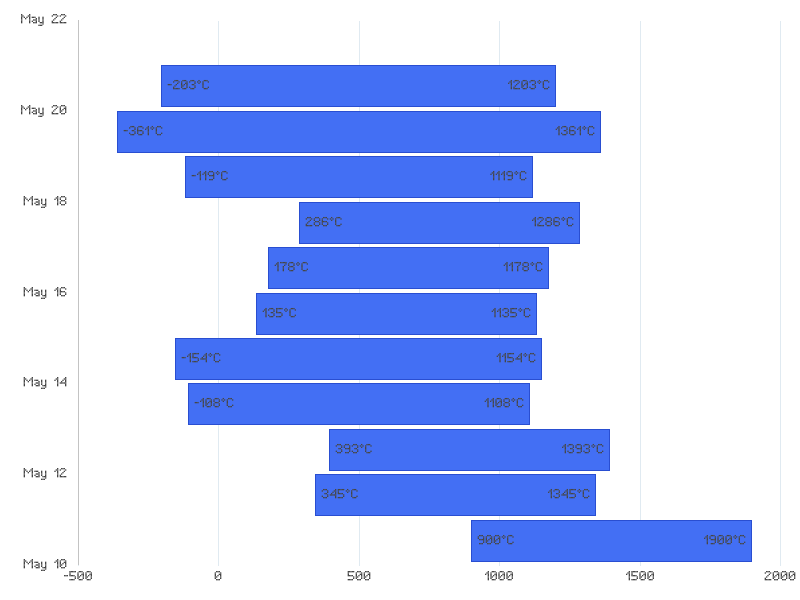 May 22
-203°C 1203°C
May 20
-361°C 1361°C
-119°C 1119°C
May 18
286°C 1286°C
178°C 1178°C
May 16
135°C 1135°C
-154°C 1154°C
May 14
-108°C 1108°C
393°C 1393°C
May 12
345°C 1345°C
900°C 1900°C
May 10
-500 0 500 1000 1500 2000